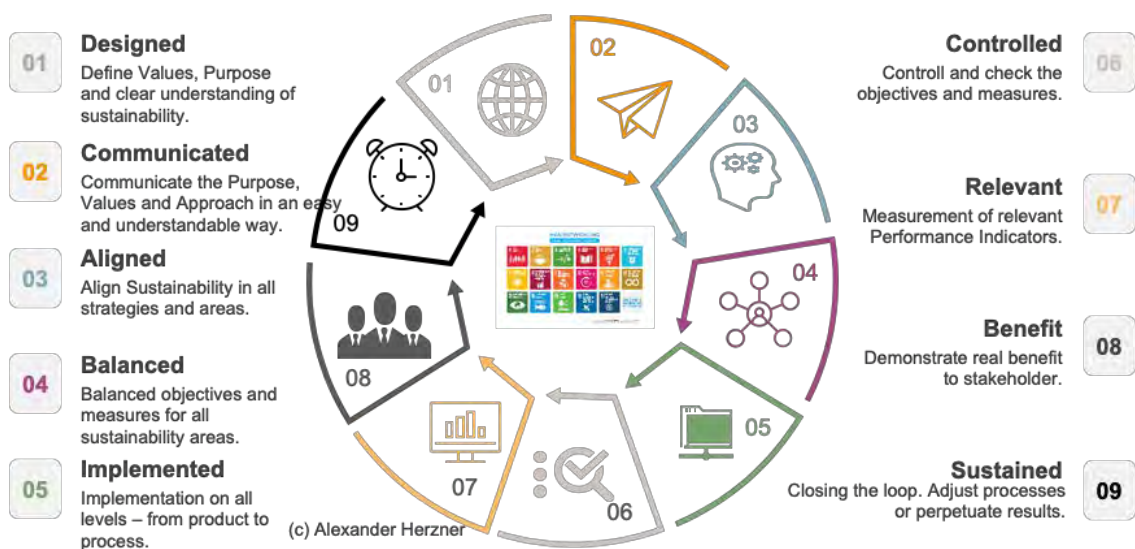 01
Designed
Define Values, Purpose
and clear understanding of
sustainability.
02
Communicated
Communicate the Purpose,
Values and Approach in an easy
and understandable way.
03
Aligned
Align Sustainability in all
strategies and areas.
04
Balanced
Balanced objectives and
measures for all
sustainability areas.
05
Implemented
Implementation on all
levels – from product to
process.
01
02
03
04
05
06
07
08
09
(c) Alexander Herzner
Controlled
06
Controll and check the
objectives and measures.
Relevant
07
Measurement of relevant
Performance Indicators.
Benefit
08
Demonstrate real benefit
to stakeholder.
Sustained
09
Closing the loop. Adjust processes
or perpetuate results.